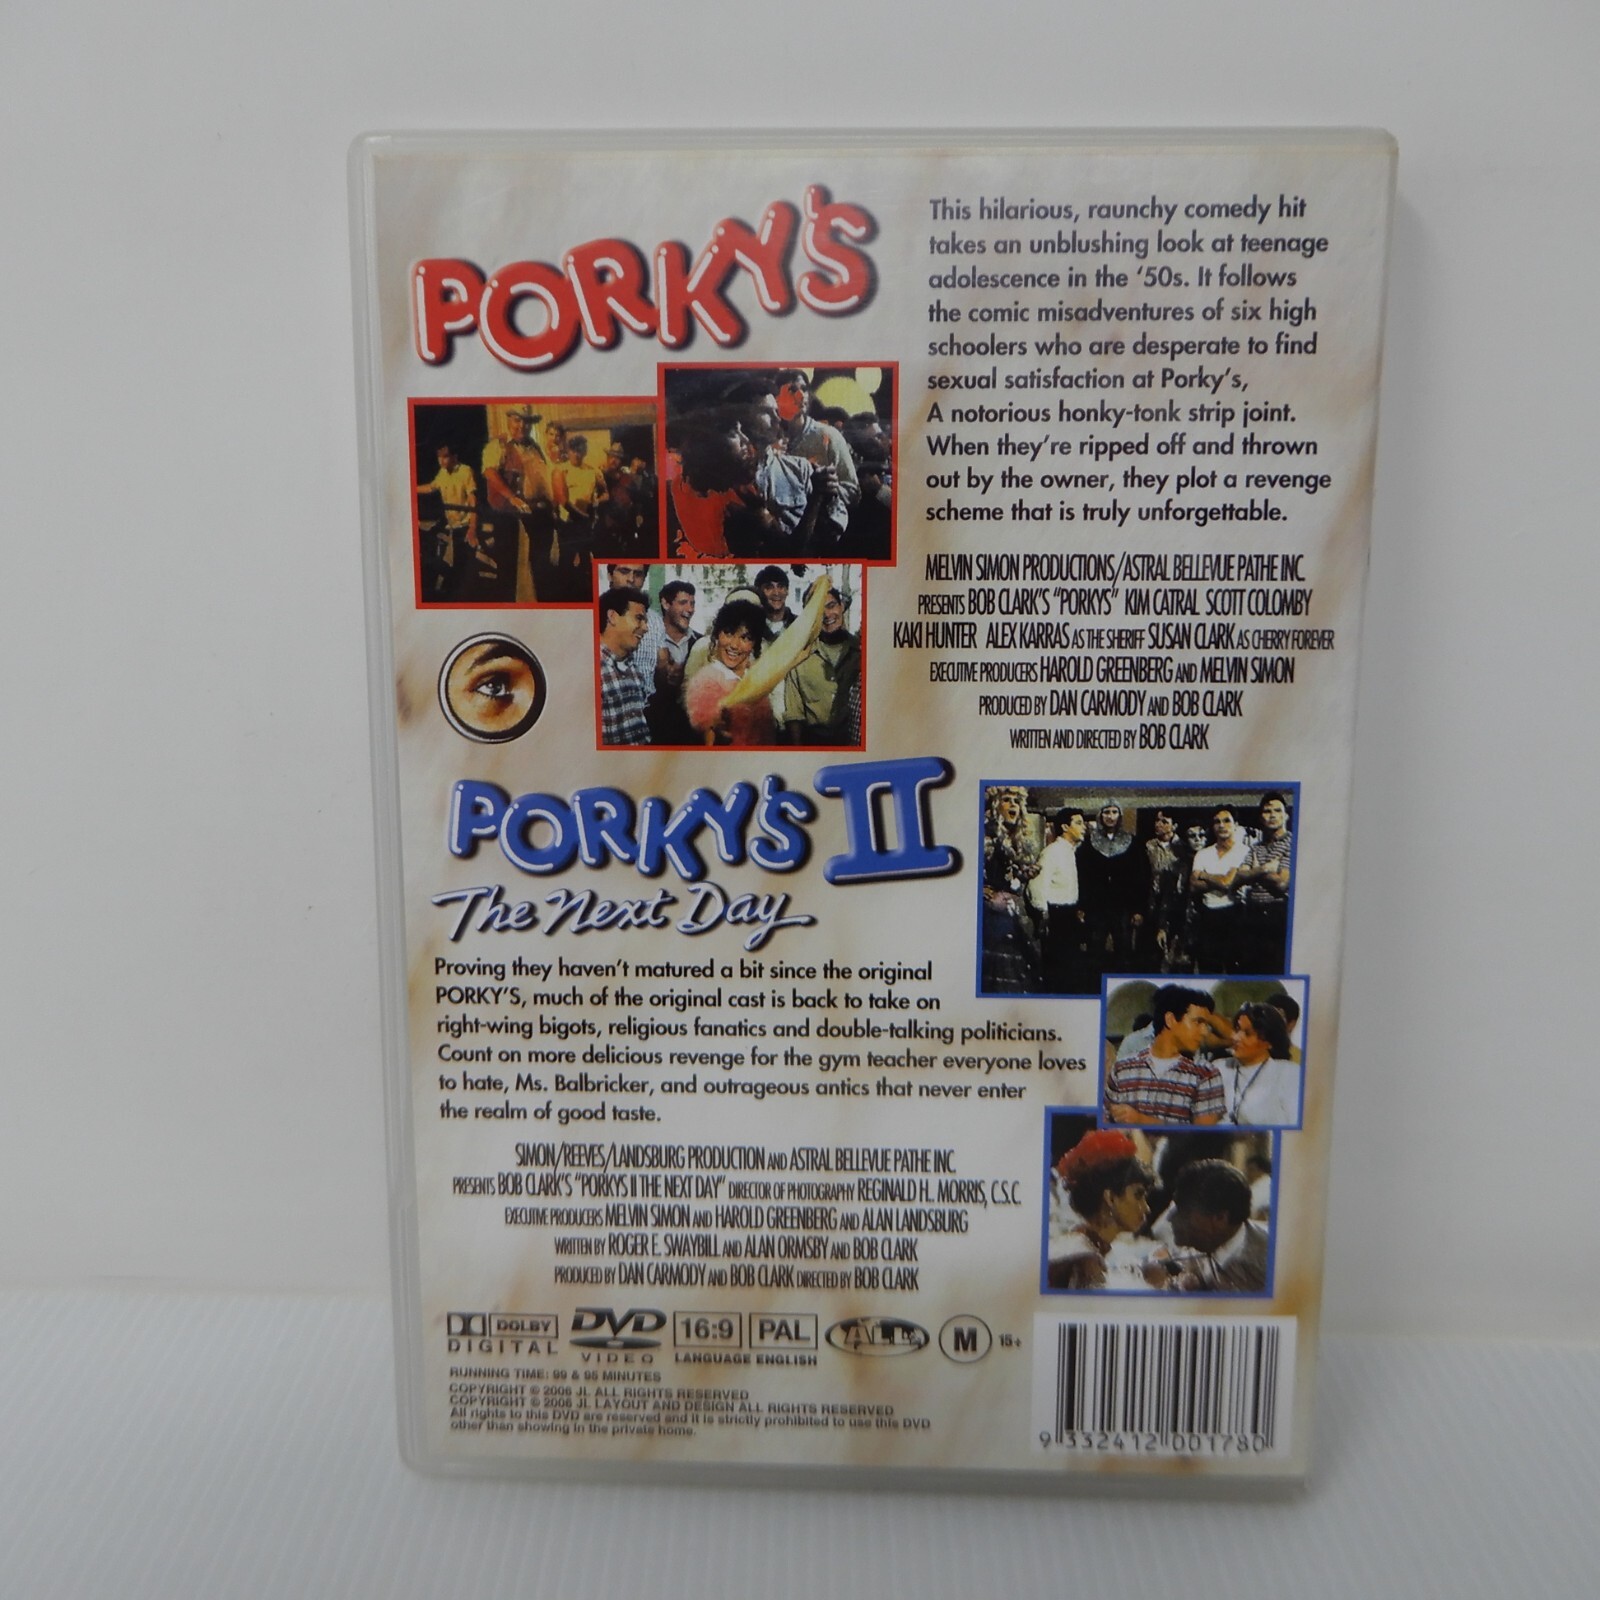 PORKY'S
This hilarious, raunchy comedy hit
takes an unblushing look at teenage
adolescence in the '50s. It follows
the comic misadventures of six high
schoolers who are desperate to find
sexual satisfaction at Porky's,
A notorious honky-tonk strip joint.
When they're ripped off and thrown
out by the owner, they plot a revenge
scheme that is truly unforgettable.
MELVIN SIMON PRODUCTIONS/ASTRAL BELLEVUE PATHE INC.
PRESENTS BOB CLARK'S "PORKYS" KIM CATRAL SCOTT COLOMBY
KAKI HUNTER ALEX KARRAS AS THE SHERIFF SUSAN CLARK AS CHERRY FOREVER
EXECUTIVE PRODUCERS HAROLD GREENBERG AND MELVIN SIMON
PRODUCED BY DAN CARMODY AND BOB CLARK
WRITTEN AND DIRECTED BY BOB CLARK
PORKY'S II
The Next Day
Proving they haven't matured a bit since the original
PORKY'S, much of the original cast is back to take on
right-wing bigots, religious fanatics and double-talking politicians.
Count on more delicious revenge for the gym teacher everyone loves
to hate, Ms. Balbricker, and outrageous antics that never enter
the realm of good taste.
SIMON/REEVES/LANDSBURG PRODUCTION AND ASTRAL BELLEVUE PATHE INC.
PRESENTS BOB CLARK'S "PORKYS II THE NEXT DAY" DIRECTOR OF PHOTOGRAPHY REGINALD H. MORRIS, C.S.C.
EXECUTIVE PRODUCERS MELVIN SIMON AND HAROLD GREENBERG AND ALAN LANDSBURG
WRITTEN BY ROGER E. SWAYBILL AND ALAN ORMSBY AND BOB CLARK
PRODUCED BY DAN CARMODY AND BOB CLARK DIRECTED BY BOB CLARK
DOLBY
DIGITAL
DVD
VIDEO
16:9
PAL
LANGUAGE ENGLISH
ALL
M
15+
RUNNING TIME: 99 & 95 MINUTES
COPYRIGHT © 2006 JL ALL RIGHTS RESERVED
COPYRIGHT © 2006 JL LAYOUT AND DESIGN ALL RIGHTS RESERVED
All rights to this DVD are reserved and it is strictly prohibited to use this DVD
other than showing in the private home.
9 332412 001780